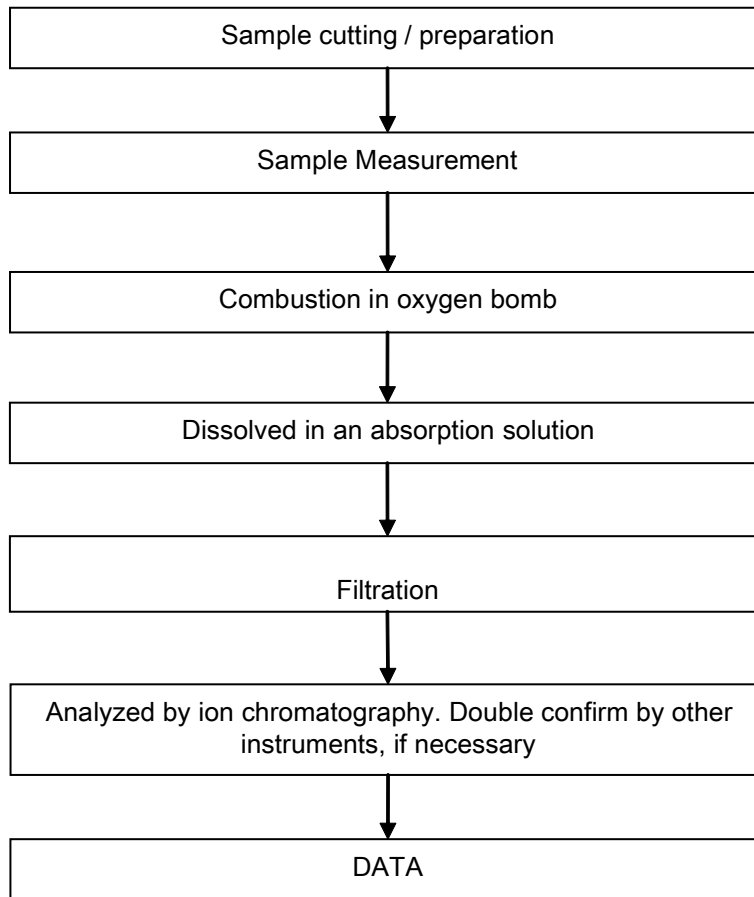 Sample cutting / preparation
Sample Measurement
Combustion in oxygen bomb
Dissolved in an absorption solution
Filtration
Analyzed by ion chromatography. Double confirm by other
instruments, if necessary
DATA